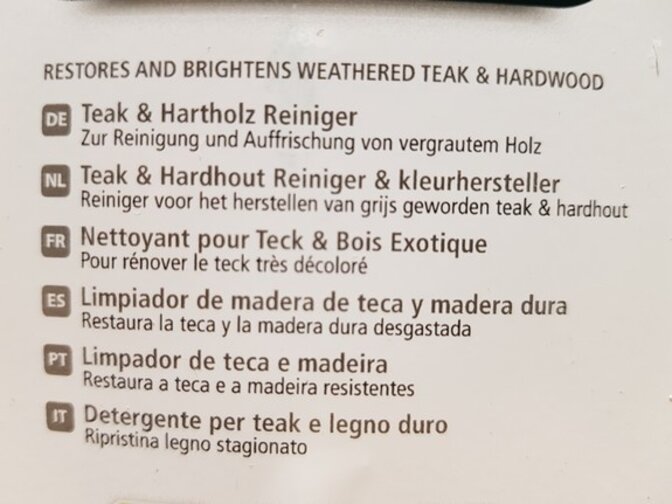 RESTORES AND BRIGHTENS WEATHERED TEAK & HARDWOOD
DE Teak & Hartholz Reiniger
Zur Reinigung und Auffrischung von vergrautem Holz
NL Teak & Hardhout Reiniger & kleurhersteller
Reiniger voor het herstellen van grijs geworden teak & hardhout
FR Nettoyant pour Teck & Bois Exotique
Pour rénover le teck très décoloré
ES Limpiador de madera de teca y madera dura
Restaura la teca y la madera dura desgastada
PT Limpador de teca e madeira
Restaura a teca e a madeira resistentes
IT Detergente per teak e legno duro
Ripristina legno stagionato